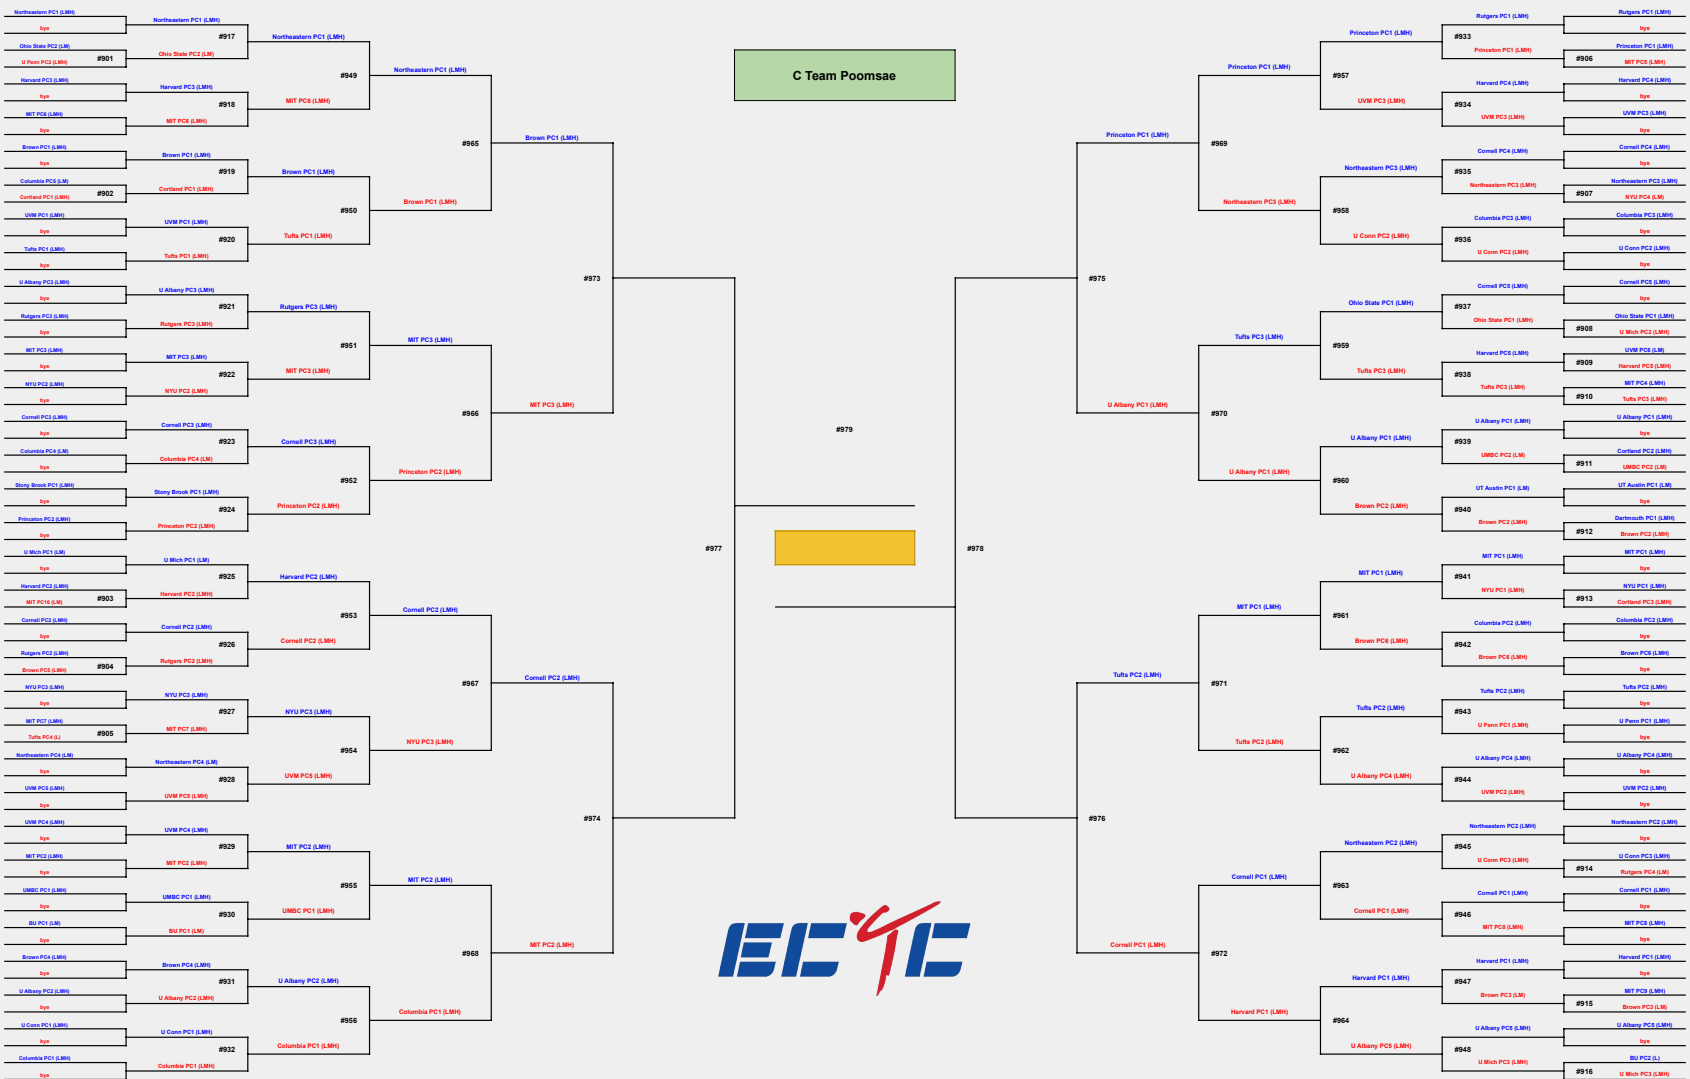 C Team Poomsae
Northeastern PC1 (LMH)
bye
Ohio State PC2 (LM)
U Penn PC2 (LMH)
Harvard PC3 (LMH)
bye
MIT PC6 (LMH)
bye
Brown PC1 (LMH)
bye
Columbia PC5 (LM)
Cortland PC1 (LMH)
UVM PC1 (LMH)
bye
Tufts PC1 (LMH)
bye
U Albany PC3 (LMH)
bye
Rutgers PC3 (LMH)
bye
MIT PC3 (LMH)
bye
NYU PC2 (LMH)
bye
Cornell PC3 (LMH)
bye
Columbia PC4 (LM)
bye
Stony Brook PC1 (LMH)
bye
Princeton PC2 (LMH)
bye
U Mich PC1 (LM)
bye
Harvard PC2 (LMH)
MIT PC10 (LM)
Cornell PC2 (LMH)
bye
Rutgers PC2 (LMH)
Brown PC5 (LMH)
NYU PC3 (LMH)
bye
MIT PC7 (LMH)
Tufts PC4 (L)
Northeastern PC4 (LM)
bye
UVM PC5 (LMH)
bye
UVM PC4 (LMH)
bye
MIT PC2 (LMH)
bye
UMBC PC1 (LMH)
bye
BU PC1 (LM)
bye
Brown PC4 (LMH)
bye
U Albany PC2 (LMH)
bye
U Conn PC1 (LMH)
bye
Columbia PC1 (LMH)
bye
#901
#902
#903
#904
#905
Northeastern PC1 (LMH)
#917
Ohio State PC2 (LM)
Harvard PC3 (LMH)
#918
MIT PC6 (LMH)
Brown PC1 (LMH)
#919
Cortland PC1 (LMH)
UVM PC1 (LMH)
#920
Tufts PC1 (LMH)
U Albany PC3 (LMH)
#921
Rutgers PC3 (LMH)
MIT PC3 (LMH)
#922
NYU PC2 (LMH)
Cornell PC3 (LMH)
#923
Columbia PC4 (LM)
Stony Brook PC1 (LMH)
#924
Princeton PC2 (LMH)
U Mich PC1 (LM)
#925
Harvard PC2 (LMH)
Cornell PC2 (LMH)
#926
Rutgers PC2 (LMH)
NYU PC3 (LMH)
#927
MIT PC7 (LMH)
Northeastern PC4 (LM)
#928
UVM PC5 (LMH)
UVM PC4 (LMH)
#929
MIT PC2 (LMH)
UMBC PC1 (LMH)
#930
BU PC1 (LM)
Brown PC4 (LMH)
#931
U Albany PC2 (LMH)
U Conn PC1 (LMH)
#932
Columbia PC1 (LMH)
Northeastern PC1 (LMH)
#949
MIT PC6 (LMH)
Brown PC1 (LMH)
#950
Tufts PC1 (LMH)
Rutgers PC3 (LMH)
#951
MIT PC3 (LMH)
Cornell PC3 (LMH)
#952
Princeton PC2 (LMH)
Harvard PC2 (LMH)
#953
Cornell PC2 (LMH)
NYU PC3 (LMH)
#954
UVM PC5 (LMH)
MIT PC2 (LMH)
#955
UMBC PC1 (LMH)
U Albany PC2 (LMH)
#956
Columbia PC1 (LMH)
Northeastern PC1 (LMH)
#965
Brown PC1 (LMH)
MIT PC3 (LMH)
#966
Princeton PC2 (LMH)
Cornell PC2 (LMH)
#967
NYU PC3 (LMH)
MIT PC2 (LMH)
#968
Columbia PC1 (LMH)
Brown PC1 (LMH)
#973
MIT PC3 (LMH)
Cornell PC2 (LMH)
#974
MIT PC2 (LMH)
#977
#979
#978
Princeton PC1 (LMH)
#975
U Albany PC1 (LMH)
Tufts PC2 (LMH)
#976
Cornell PC1 (LMH)
Princeton PC1 (LMH)
#969
Northeastern PC3 (LMH)
Tufts PC3 (LMH)
#970
U Albany PC1 (LMH)
MIT PC1 (LMH)
#971
Tufts PC2 (LMH)
Cornell PC1 (LMH)
#972
Harvard PC1 (LMH)
Princeton PC1 (LMH)
#957
UVM PC3 (LMH)
Northeastern PC3 (LMH)
#958
U Conn PC2 (LMH)
Ohio State PC1 (LMH)
#959
Tufts PC3 (LMH)
U Albany PC1 (LMH)
#960
Brown PC2 (LMH)
MIT PC1 (LMH)
#961
Brown PC6 (LMH)
Tufts PC2 (LMH)
#962
U Albany PC4 (LMH)
Northeastern PC2 (LMH)
#963
Cornell PC1 (LMH)
Harvard PC1 (LMH)
#964
U Albany PC5 (LMH)
Rutgers PC1 (LMH)
#933
Princeton PC1 (LMH)
Harvard PC4 (LMH)
#934
UVM PC3 (LMH)
Cornell PC4 (LMH)
#935
Northeastern PC3 (LMH)
Columbia PC3 (LMH)
#936
U Conn PC2 (LMH)
Cornell PC5 (LMH)
#937
Ohio State PC1 (LMH)
Harvard PC5 (LMH)
#938
Tufts PC3 (LMH)
U Albany PC1 (LMH)
#939
UMBC PC2 (LM)
UT Austin PC1 (LM)
#940
Brown PC2 (LMH)
MIT PC1 (LMH)
#941
NYU PC1 (LMH)
Columbia PC2 (LMH)
#942
Brown PC6 (LMH)
Tufts PC2 (LMH)
#943
U Penn PC1 (LMH)
U Albany PC4 (LMH)
#944
UVM PC2 (LMH)
Northeastern PC2 (LMH)
#945
U Conn PC3 (LMH)
Cornell PC1 (LMH)
#946
MIT PC8 (LMH)
Harvard PC1 (LMH)
#947
Brown PC3 (LM)
U Albany PC5 (LMH)
#948
U Mich PC3 (LMH)
Rutgers PC1 (LMH)
bye
Princeton PC1 (LMH)
#906
MIT PC5 (LMH)
Harvard PC4 (LMH)
bye
UVM PC3 (LMH)
bye
Cornell PC4 (LMH)
bye
Northeastern PC3 (LMH)
#907
NYU PC4 (LM)
Columbia PC3 (LMH)
bye
U Conn PC2 (LMH)
bye
Cornell PC5 (LMH)
bye
Ohio State PC1 (LMH)
#908
U Mich PC2 (LMH)
UVM PC6 (LM)
#909
Harvard PC5 (LMH)
MIT PC4 (LMH)
#910
Tufts PC3 (LMH)
U Albany PC1 (LMH)
bye
Cortland PC2 (LMH)
#911
UMBC PC2 (LM)
UT Austin PC1 (LM)
bye
Dartmouth PC1 (LMH)
#912
Brown PC2 (LMH)
MIT PC1 (LMH)
bye
NYU PC1 (LMH)
#913
Cortland PC3 (LMH)
Columbia PC2 (LMH)
bye
Brown PC6 (LMH)
bye
Tufts PC2 (LMH)
bye
U Penn PC1 (LMH)
bye
U Albany PC4 (LMH)
bye
UVM PC2 (LMH)
bye
Northeastern PC2 (LMH)
bye
U Conn PC3 (LMH)
#914
Rutgers PC4 (LM)
Cornell PC1 (LMH)
bye
MIT PC8 (LMH)
bye
Harvard PC1 (LMH)
bye
MIT PC9 (LMH)
#915
Brown PC3 (LM)
U Albany PC5 (LMH)
bye
BU PC2 (L)
#916
U Mich PC3 (LMH)
ECTC